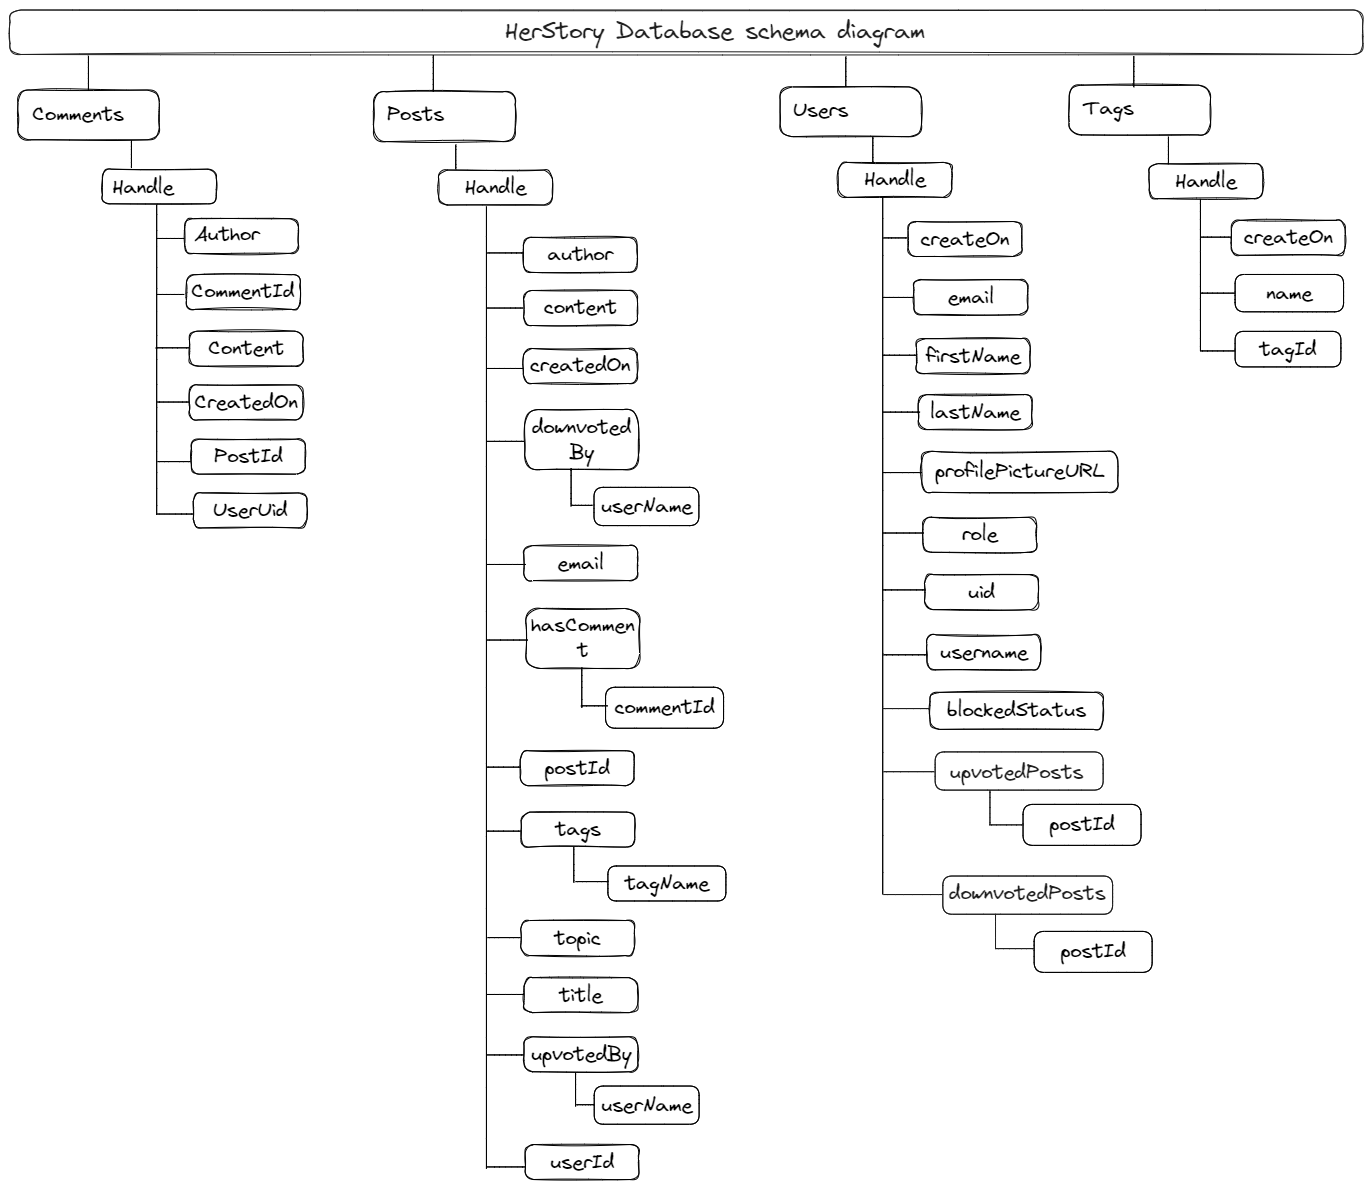 HerStory Database schema diagram
Comments
Handle
Author
CommentId
Content
CreatedOn
PostId
UserUid
Posts
Handle
author
content
createdOn
downvoted
By
userName
email
hasCommen
t
commentId
postId
tags
tagName
topic
title
upvotedBy
userName
userId
Users
Handle
createOn
email
firstName
lastName
profilePictureURL
role
uid
username
blockedStatus
upvotedPosts
postId
downvotedPosts
postId
Tags
Handle
createOn
name
tagId